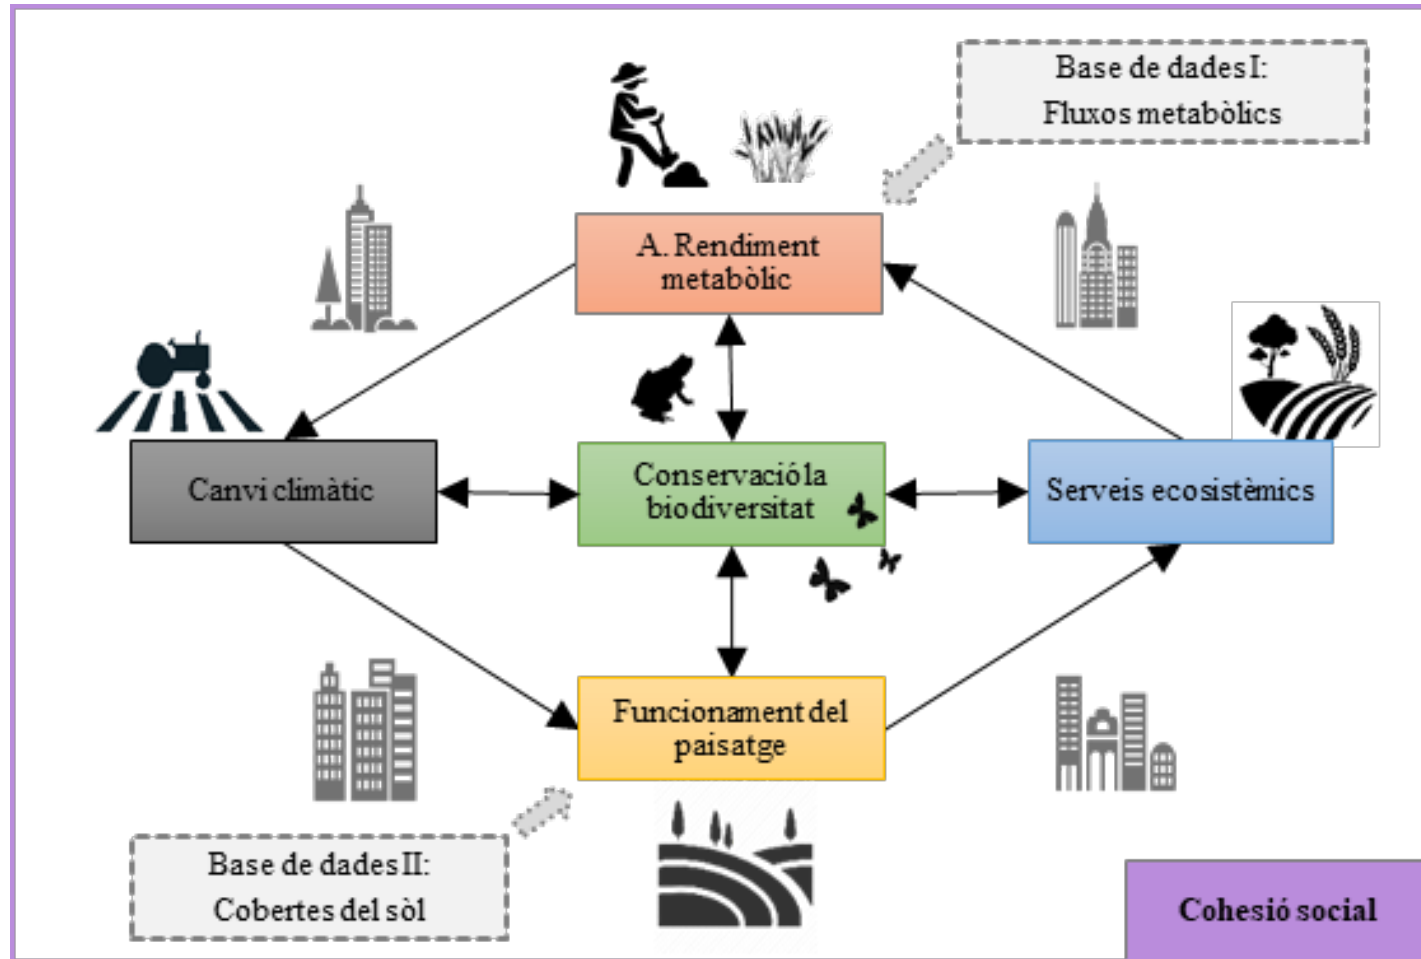 Base de dades I:
Fluxos metabòlics
A. Rendiment
metabòlic
Canvi climàtic
Conservació la
biodiversitat
Serveis ecosistèmics
Funcionament del
paisatge
Base de dades II:
Cobertes del sòl
Cohesió social